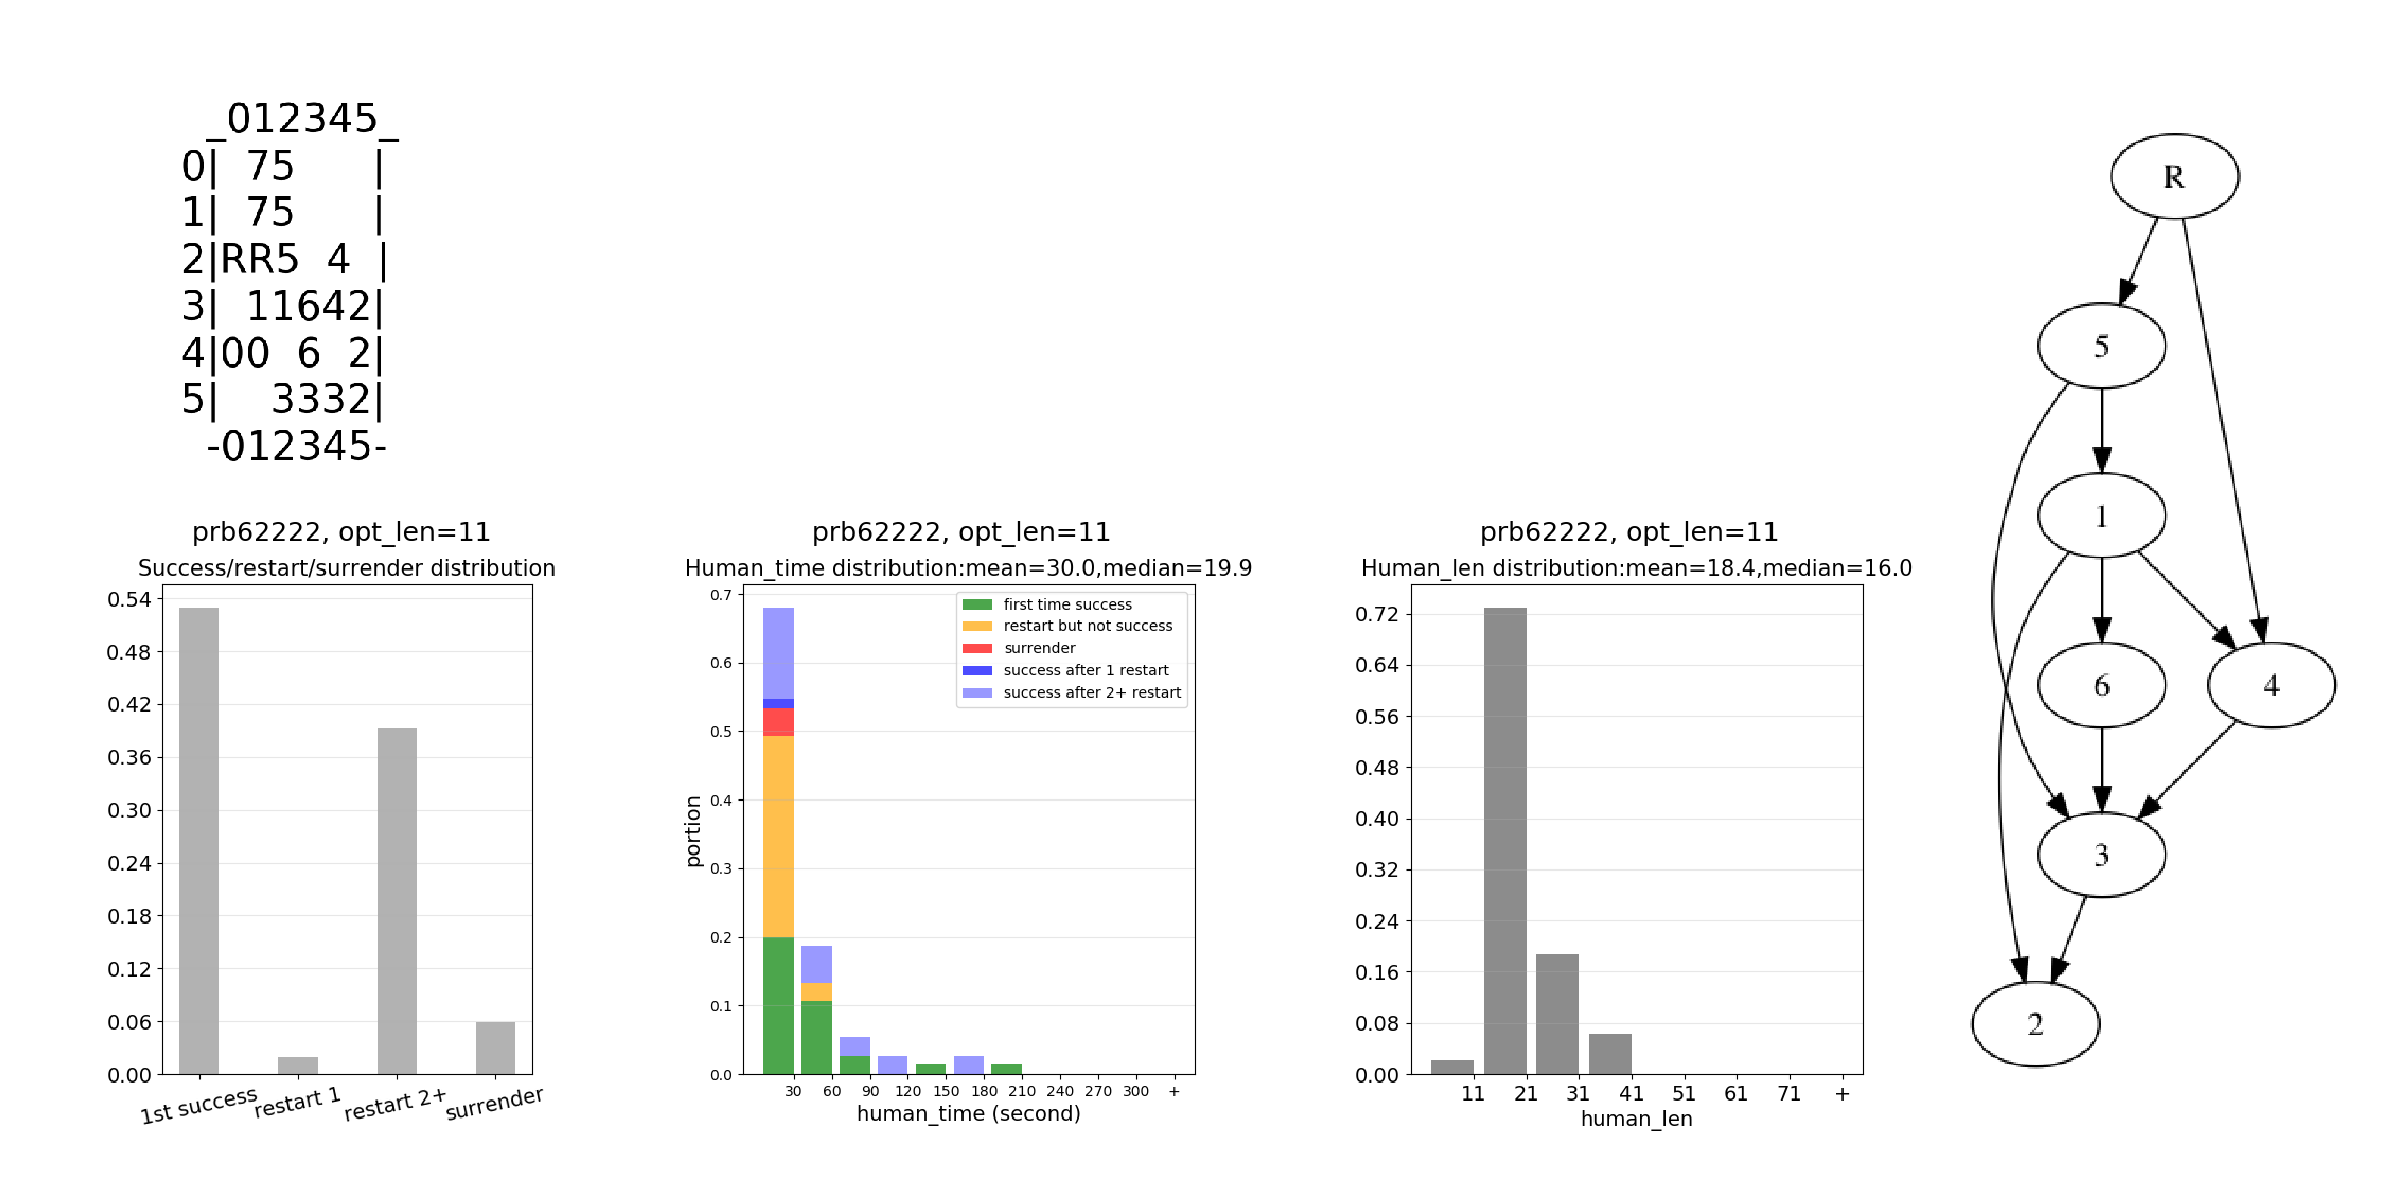 _012345_
0| 75   |
1| 75   |
2|RR5 4 |
3| 11642|
4|00 6 2|
5|  3332|
-012345-
prb62222, opt_len=11
Success/restart/surrender distribution
0.54
0.48
0.42
0.36
0.30
0.24
0.18
0.12
0.06
0.00
1st success
restart 1
restart 2+
surrender
prb62222, opt_len=11
Human_time distribution:mean=30.0,median=19.9
portion
0.7
0.6
0.5
0.4
0.3
0.2
0.1
0.0
first time success
restart but not success
surrender
success after 1 restart
success after 2+ restart
30 60 90 120 150 180 210 240 270 300 +
human_time (second)
prb62222, opt_len=11
Human_len distribution:mean=18.4,median=16.0
0.72
0.64
0.56
0.48
0.40
0.32
0.24
0.16
0.08
0.00
11 21 31 41 51 61 71 +
human_len
R
5
1
6 4
3
2